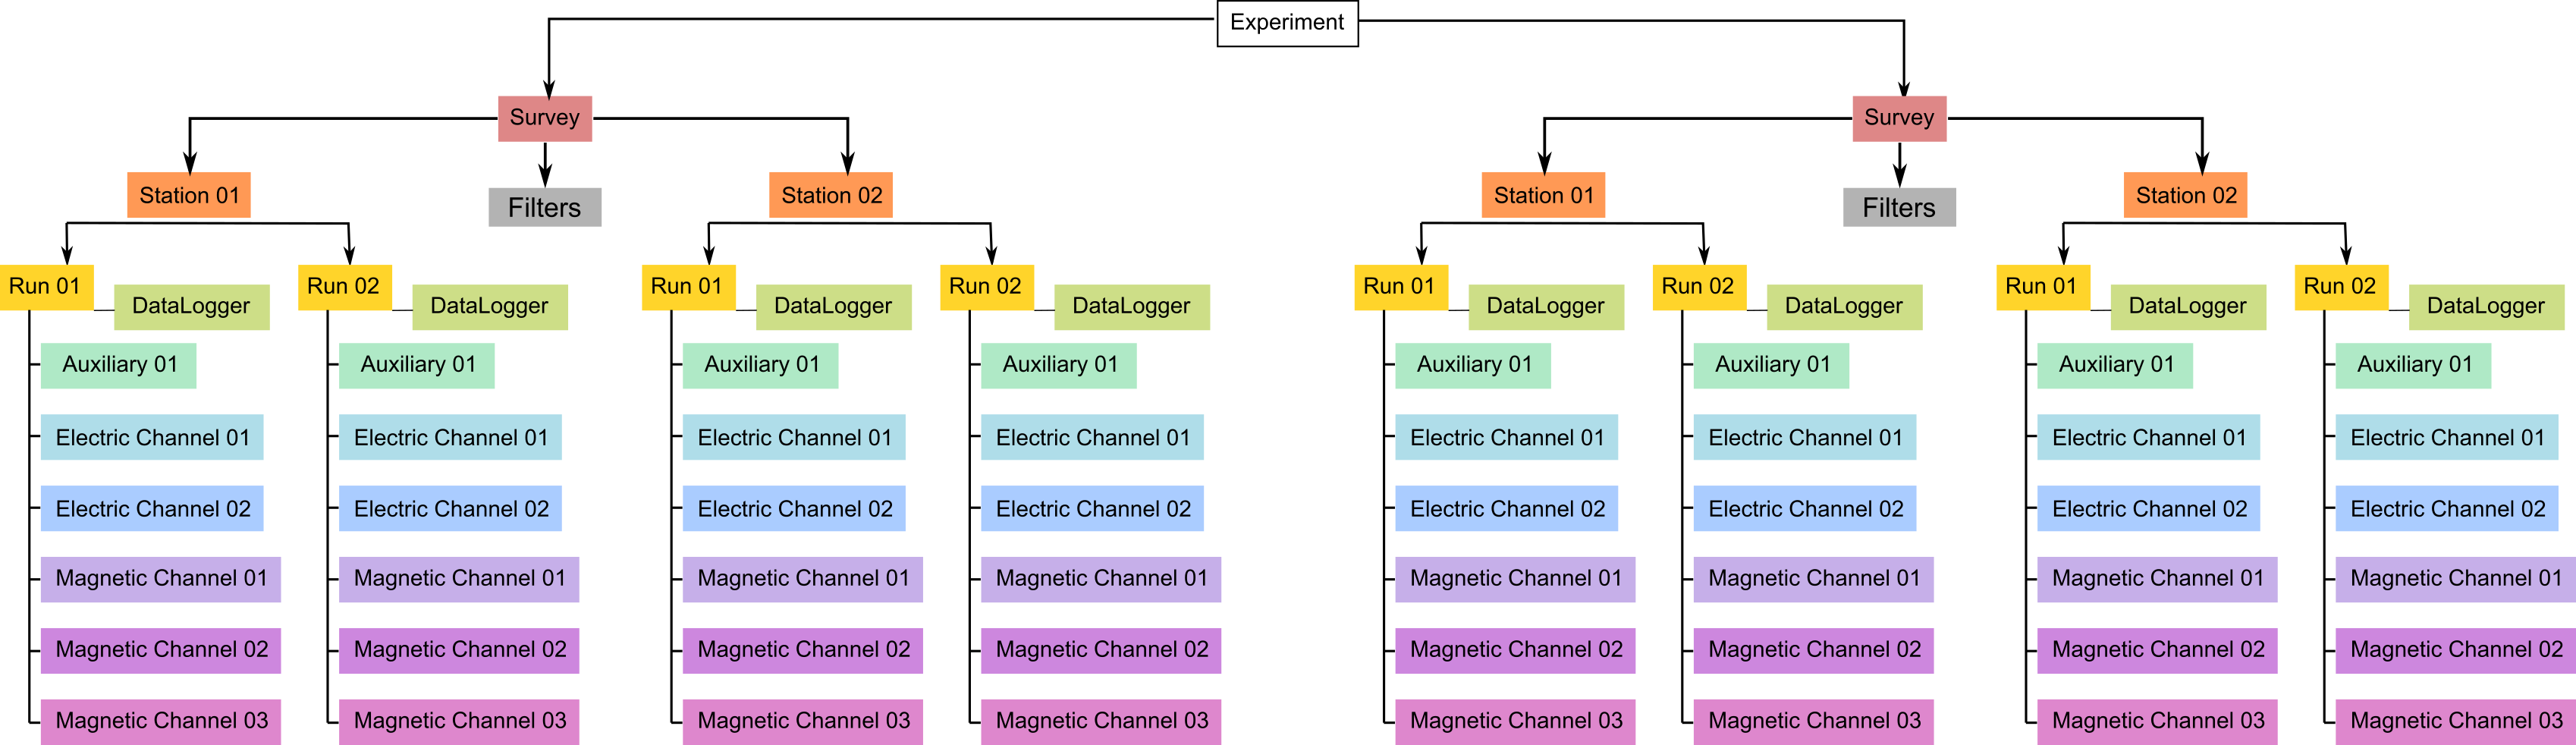 Experiment
Survey
Survey
Station 01
Filters
Station 02
Station 01
Filters
Station 02
Run 01
DataLogger
Run 02
DataLogger
Run 01
DataLogger
Run 02
DataLogger
Run 01
DataLogger
Run 02
DataLogger
Run 01
DataLogger
Run 02
DataLogger
Auxiliary 01
Auxiliary 01
Auxiliary 01
Auxiliary 01
Auxiliary 01
Auxiliary 01
Auxiliary 01
Auxiliary 01
Electric Channel 01
Electric Channel 01
Electric Channel 01
Electric Channel 01
Electric Channel 01
Electric Channel 01
Electric Channel 01
Electric Channel 01
Electric Channel 02
Electric Channel 02
Electric Channel 02
Electric Channel 02
Electric Channel 02
Electric Channel 02
Electric Channel 02
Electric Channel 02
Magnetic Channel 01
Magnetic Channel 01
Magnetic Channel 01
Magnetic Channel 01
Magnetic Channel 01
Magnetic Channel 01
Magnetic Channel 01
Magnetic Channel 01
Magnetic Channel 02
Magnetic Channel 02
Magnetic Channel 02
Magnetic Channel 02
Magnetic Channel 02
Magnetic Channel 02
Magnetic Channel 02
Magnetic Channel 02
Magnetic Channel 03
Magnetic Channel 03
Magnetic Channel 03
Magnetic Channel 03
Magnetic Channel 03
Magnetic Channel 03
Magnetic Channel 03
Magnetic Channel 03